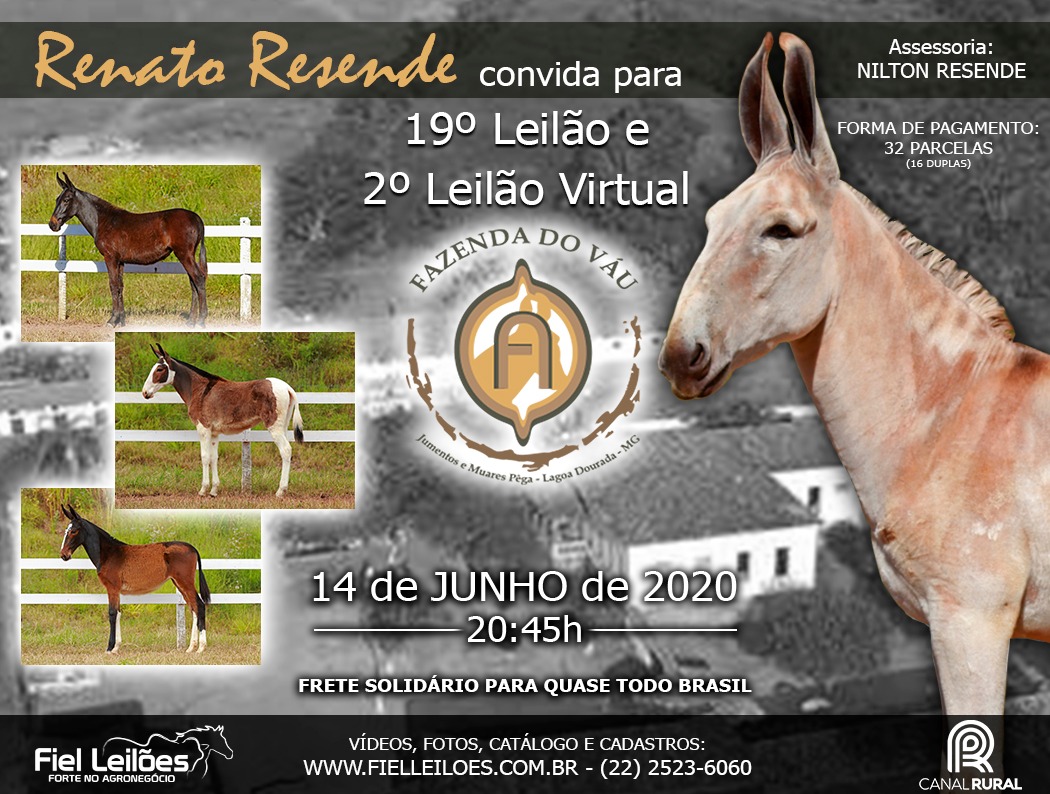 Renato Resende convida para
Assessoria:
NILTON RESENDE
FORMA DE PAGAMENTO:
32 PARCELAS
(16 DUPLAS)
19º Leilão e
2º Leilão Virtual
FAZENDA DO VÁU
A
Jumentos e Muares Pêga - Lagoa Dourada - MG
14 de JUNHO de 2020
20:45h
FRETE SOLIDÁRIO PARA QUASE TODO BRASIL
Fiel Leilões
FORTE NO AGRONEGÓCIO
VÍDEOS, FOTOS, CATÁLOGO E CADASTROS:
WWW.FIELLEILOES.COM.BR - (22) 2523-6060
CANAL RURAL